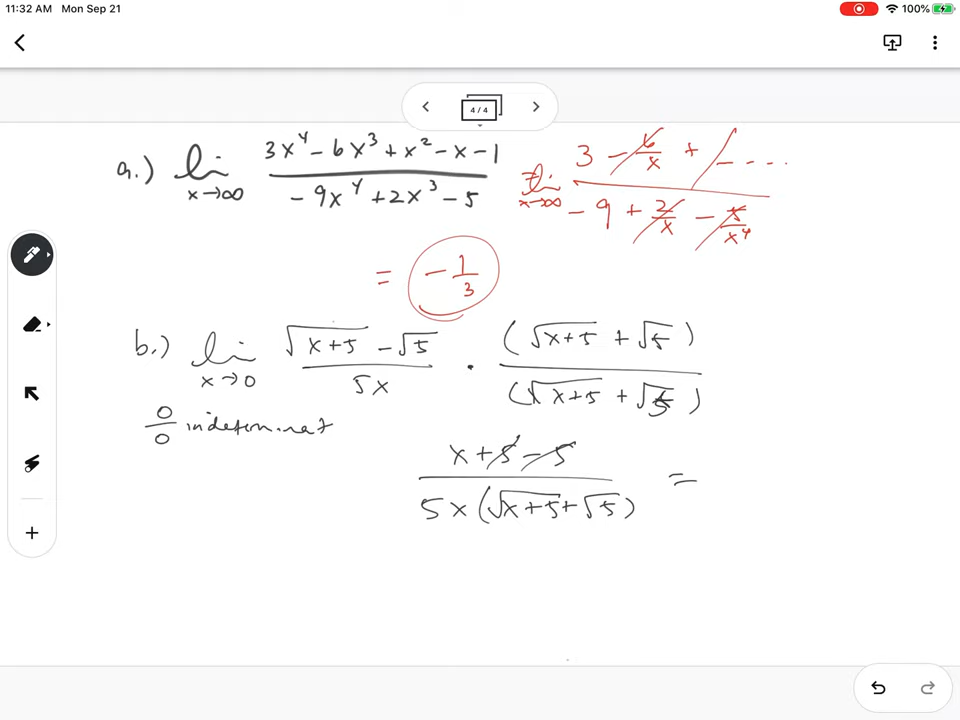 11:32 AM Mon Sep 21
100%
4 / 4
a.) lim x→∞ (3x⁴ - 6x³ + x² - x - 1) / (-9x⁴ + 2x³ - 5)
lim x→∞ (3 - 6/x + / - ....) / (-9 + 2/x - 5/x⁴)
= -1/3
b.) lim x→0 (√(x+5) - √5) / 5x · (√(x+5) + √5) / (√(x+5) + √5)
0/0 indeterminat
(x + 5 - 5) / (5x(√(x+5) + √5)) =